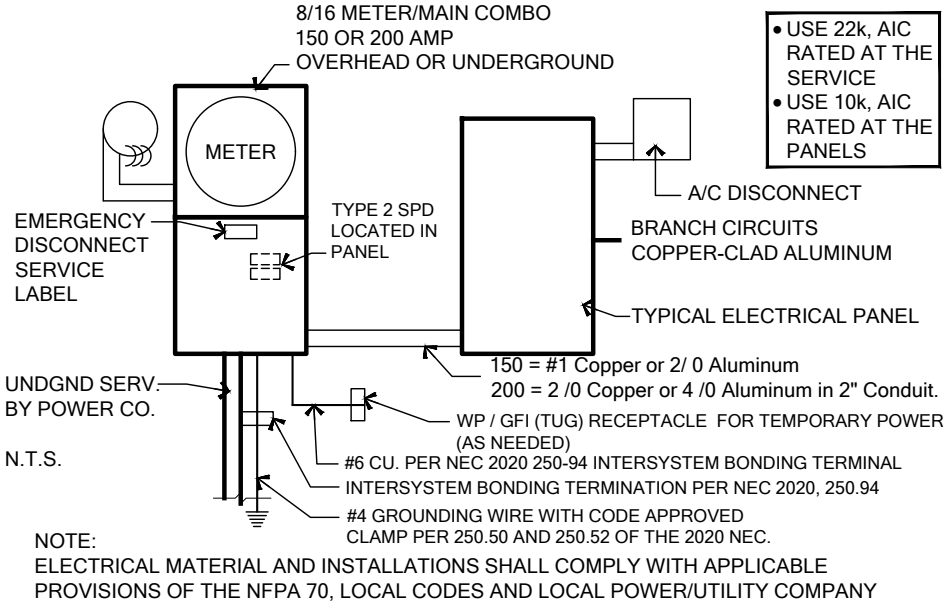 8/16 METER/MAIN COMBO
150 OR 200 AMP
OVERHEAD OR UNDERGROUND
• USE 22k, AIC
RATED AT THE
SERVICE
• USE 10k, AIC
RATED AT THE
PANELS
METER
A/C DISCONNECT
EMERGENCY
DISCONNECT
SERVICE
LABEL
TYPE 2 SPD
LOCATED IN
PANEL
BRANCH CIRCUITS
COPPER-CLAD ALUMINUM
TYPICAL ELECTRICAL PANEL
150 = #1 Copper or 2/ 0 Aluminum
200 = 2 /0 Copper or 4 /0 Aluminum in 2" Conduit.
UNDGND SERV.
BY POWER CO.
WP / GFI (TUG) RECEPTACLE FOR TEMPORARY POWER
(AS NEEDED)
N.T.S.
#6 CU. PER NEC 2020 250-94 INTERSYSTEM BONDING TERMINAL
INTERSYSTEM BONDING TERMINATION PER NEC 2020, 250.94
#4 GROUNDING WIRE WITH CODE APPROVED
CLAMP PER 250.50 AND 250.52 OF THE 2020 NEC.
NOTE:
ELECTRICAL MATERIAL AND INSTALLATIONS SHALL COMPLY WITH APPLICABLE
PROVISIONS OF THE NFPA 70, LOCAL CODES AND LOCAL POWER/UTILITY COMPANY